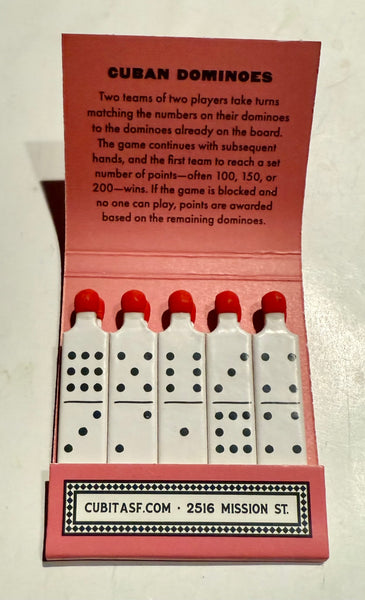 CUBAN DOMINOES
Two teams of two players take turns
matching the numbers on their dominoes
to the dominoes already on the board.
The game continues with subsequent
hands, and the first team to reach a set
number of points—often 100, 150, or
200—wins. If the game is blocked and
no one can play, points are awarded
based on the remaining dominoes.
CUBITASF.COM · 2516 MISSION ST.